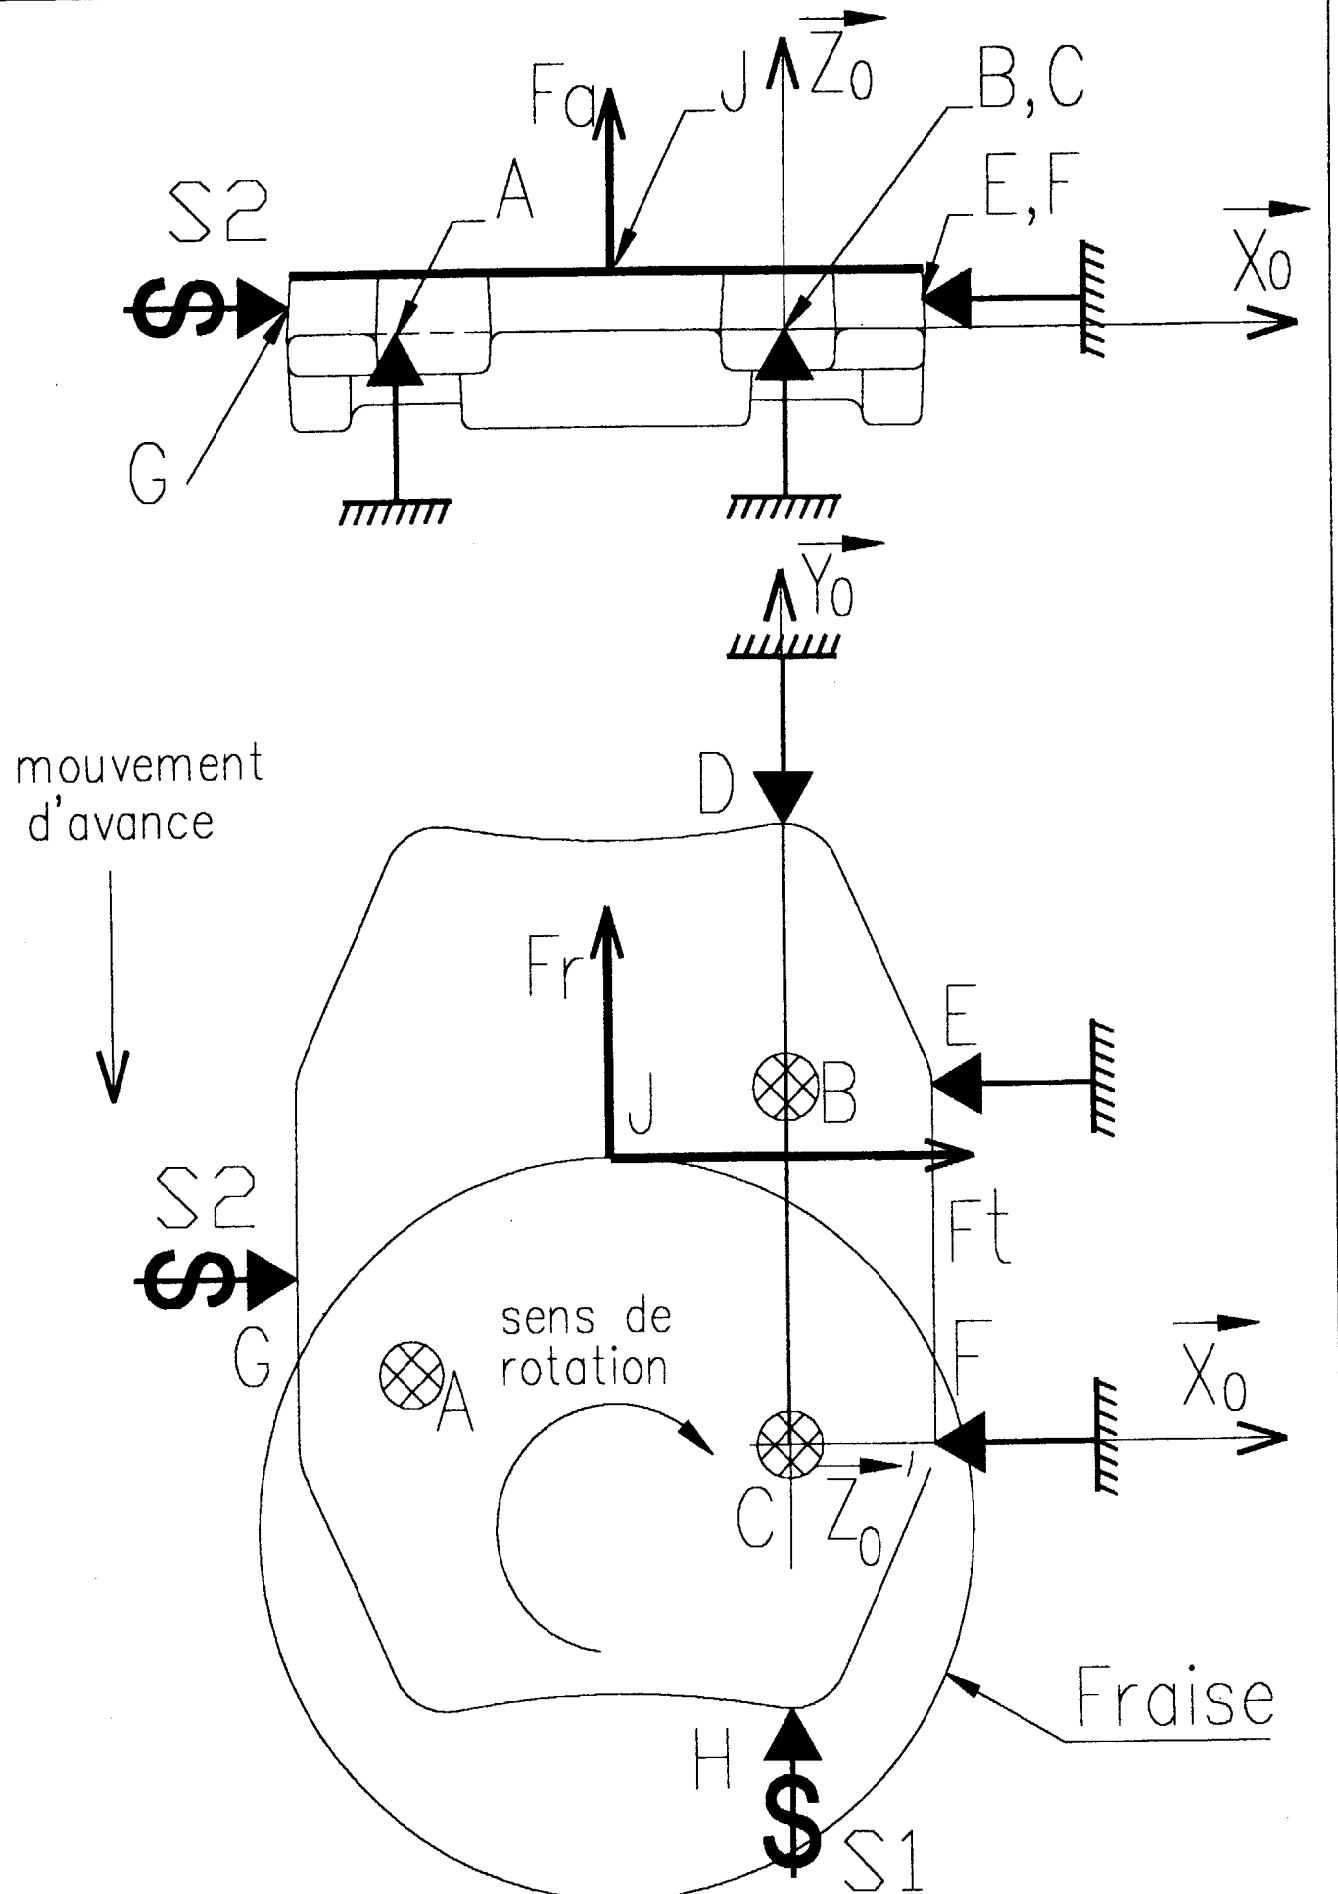 Z0
Fa
J
B,C
A
E,F
S2
X0
G
Y0
mouvement
d'avance
D
Fr
E
J
B
S2
Ft
sens de
rotation
G
F
A
X0
C
Z0
Fraise
H
S1